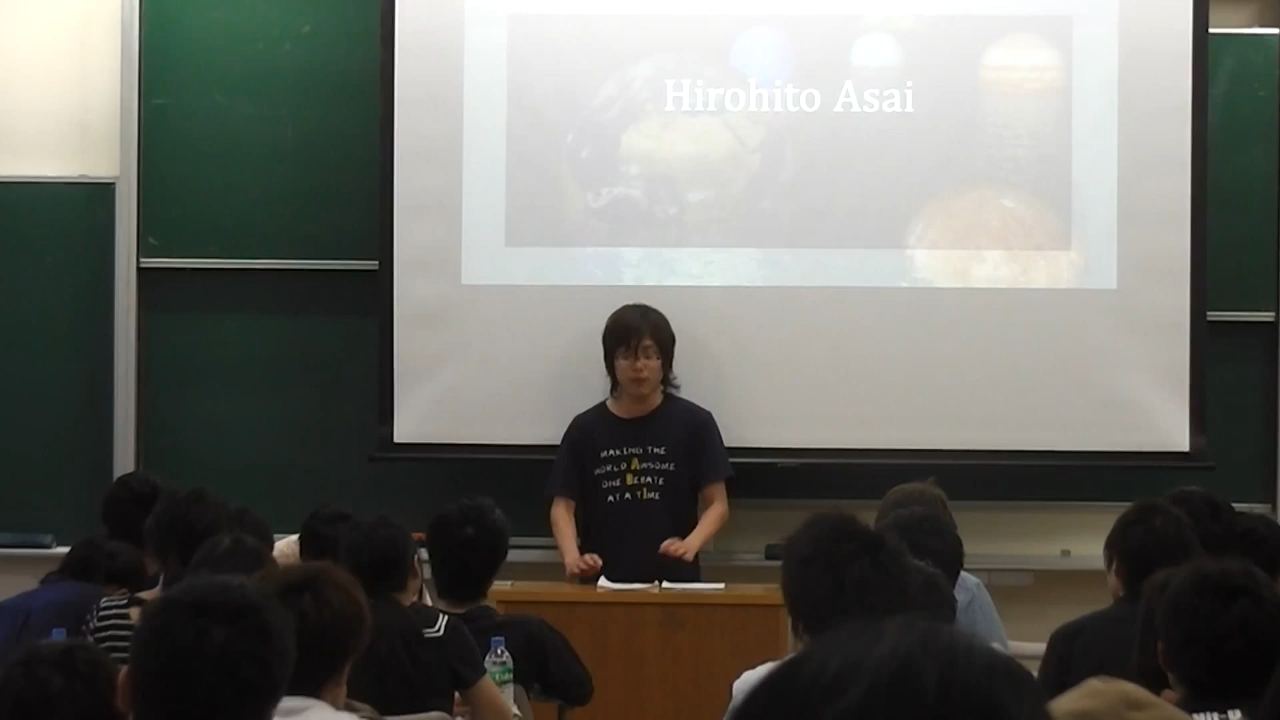 Hirohito Asai
MAKING THE
WORLD AWSOME
ONE DEBATE
AT A TIME